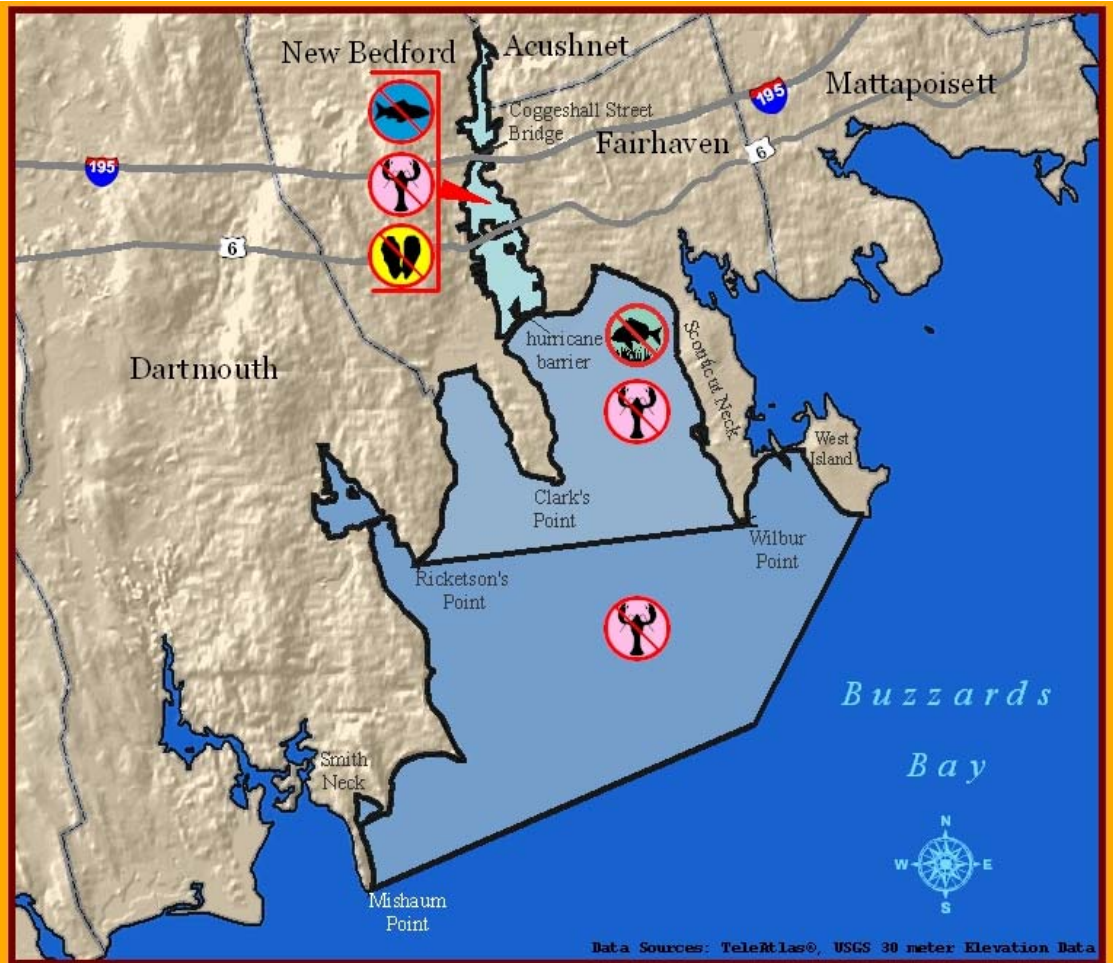 New Bedford
Acushnet
Mattapoisett
195
Coggeshall Street
Bridge
Fairhaven
6
195
6
hurricane
barrier
Sconticut Neck
Dartmouth
West
Island
Clark's
Point
Wilbur
Point
Ricketson's
Point
Buzzards
Bay
Smith
Neck
N
W
E
S
Mishaum
Point
Data Sources: TeleAtlas®, USGS 30 meter Elevation Data